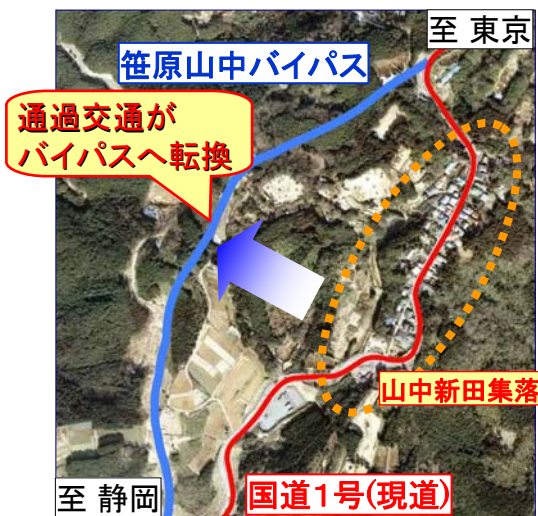 至 東京
笹原山中バイパス
通過交通が
バイパスへ転換
山中新田集落
国道１号(現道)
至 静岡